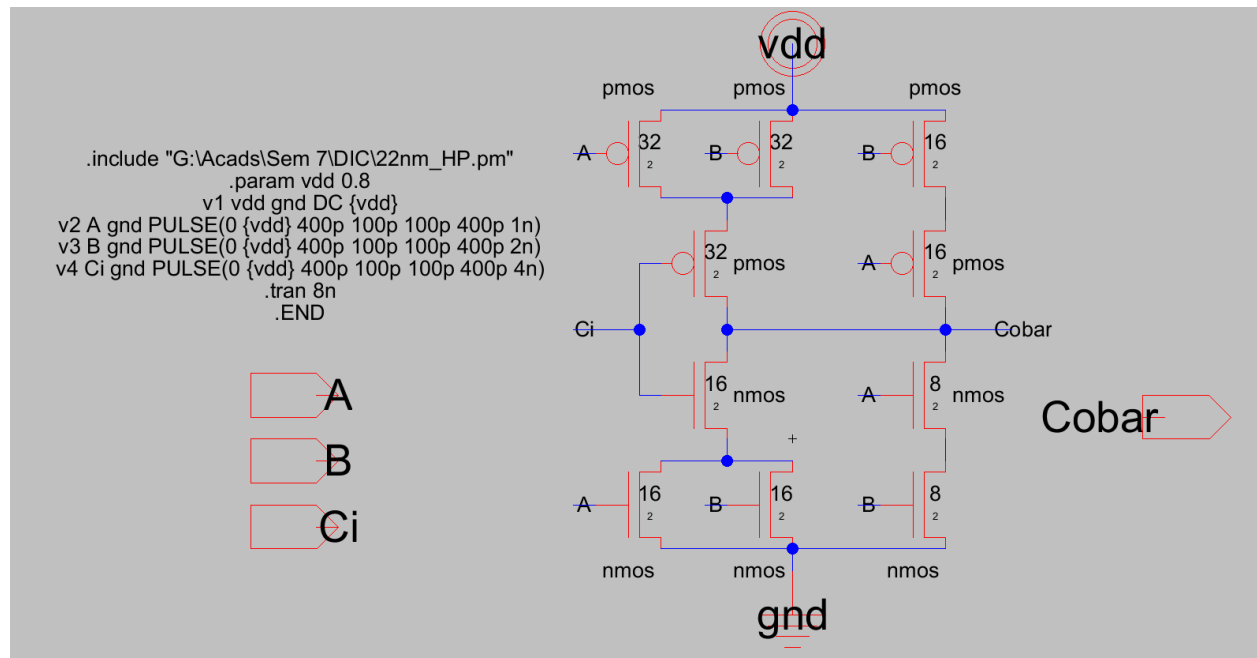 vdd
pmos pmos pmos
.include "G:\Acads\Sem 7\DIC\22nm_HP.pm"
.param vdd 0.8
v1 vdd gnd DC {vdd}
v2 A gnd PULSE(0 {vdd} 400p 100p 100p 400p 1n)
v3 B gnd PULSE(0 {vdd} 400p 100p 100p 400p 2n)
v4 Ci gnd PULSE(0 {vdd} 400p 100p 100p 400p 4n)
.tran 8n
.END
A 32 B 32 B 16
2 2 2
32 pmos A 16 pmos
2 2
Ci Cobar
16 nmos A 8 nmos
2 2
A
B
Ci
Cobar
A 16 B 16 B 8
2 2 2
nmos nmos nmos
gnd